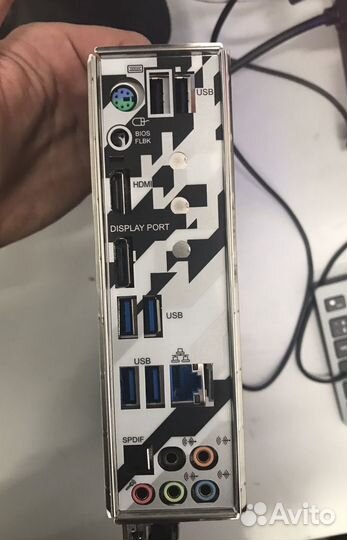 USB
BIOS
FLBK
HDMI
DISPLAY PORT
USB
USB
SPDIF
Avito